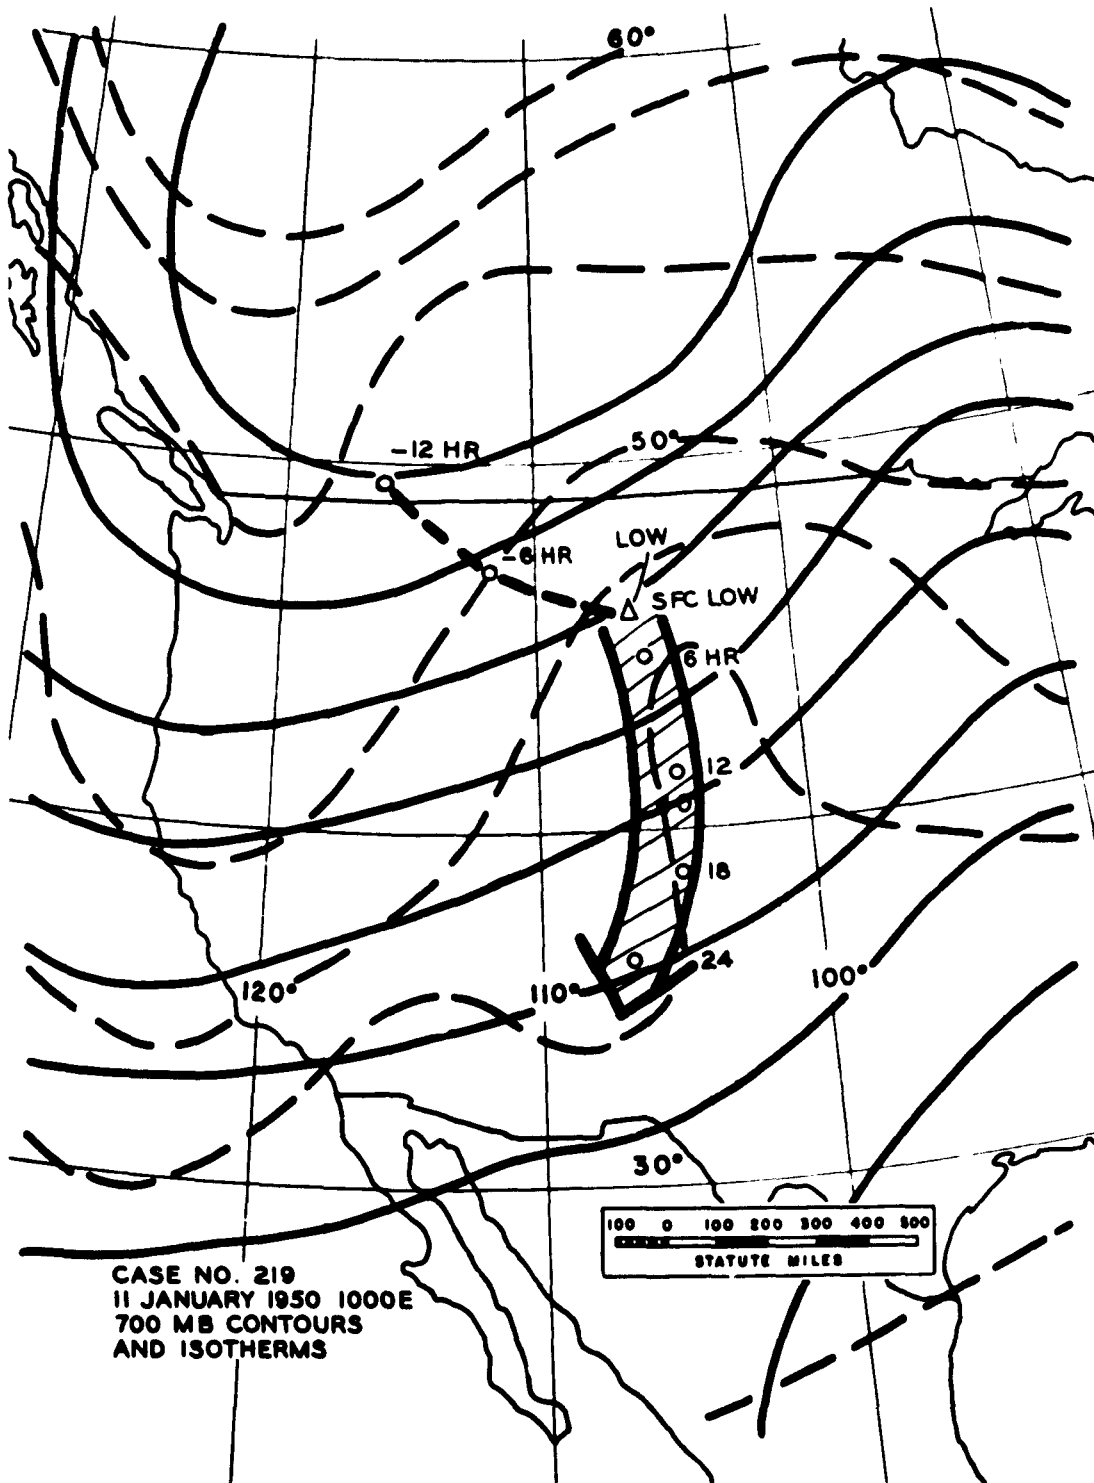 60°
-12 HR
50°
-6 HR
LOW
SFC LOW
6 HR
12
18
24
120°
110°
100°
30°
100 0 100 200 300 400 500
STATUTE MILES
CASE NO. 219
11 JANUARY 1950 1000E
700 MB CONTOURS
AND ISOTHERMS